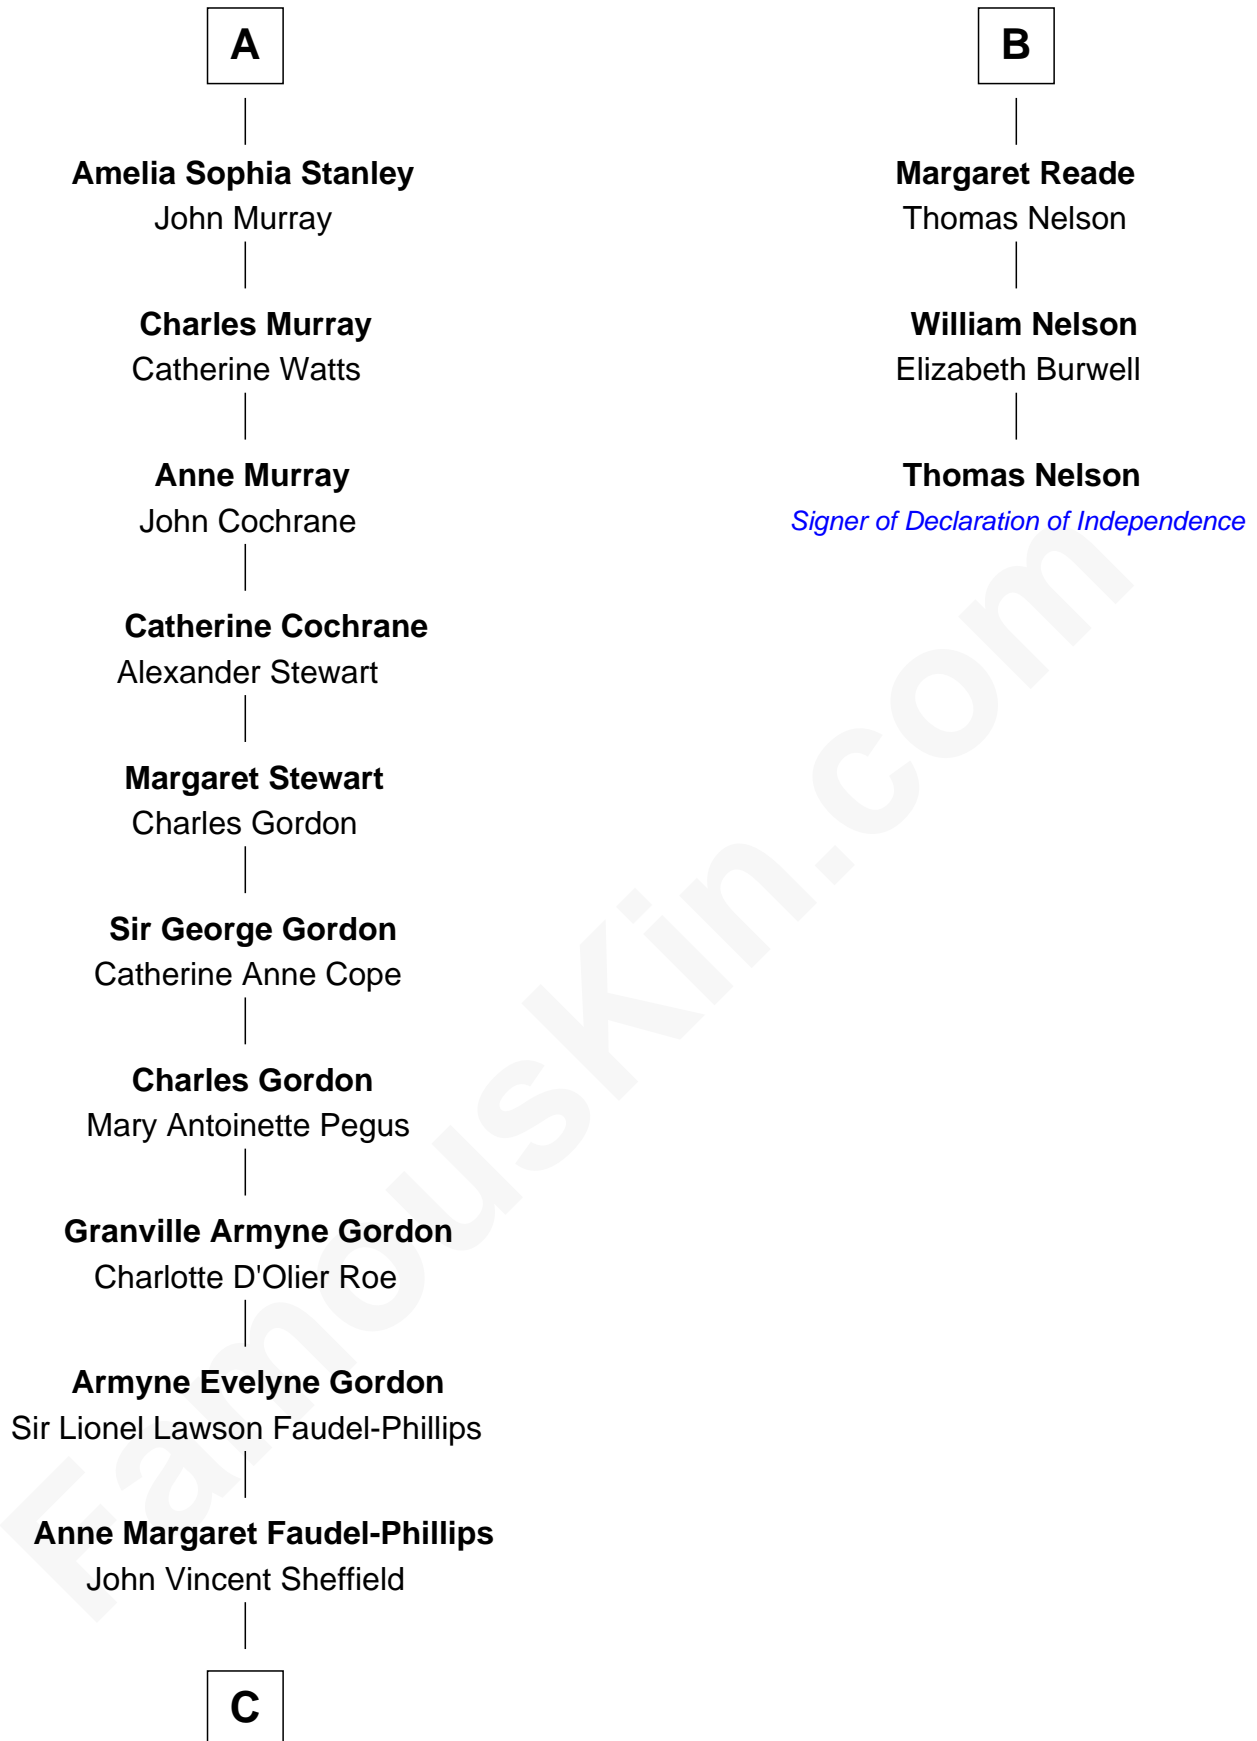 A
Amelia Sophia Stanley
John Murray
Charles Murray
Catherine Watts
Anne Murray
John Cochrane
Catherine Cochrane
Alexander Stewart
Margaret Stewart
Charles Gordon
Sir George Gordon
Catherine Anne Cope
Charles Gordon
Mary Antoinette Pegus
Granville Armyne Gordon
Charlotte D'Olier Roe
Armyne Evelyne Gordon
Sir Lionel Lawson Faudel-Phillips
Anne Margaret Faudel-Phillips
John Vincent Sheffield
C
B
Margaret Reade
Thomas Nelson
William Nelson
Elizabeth Burwell
Thomas Nelson
Signer of Declaration of Independence
FamousKin.com